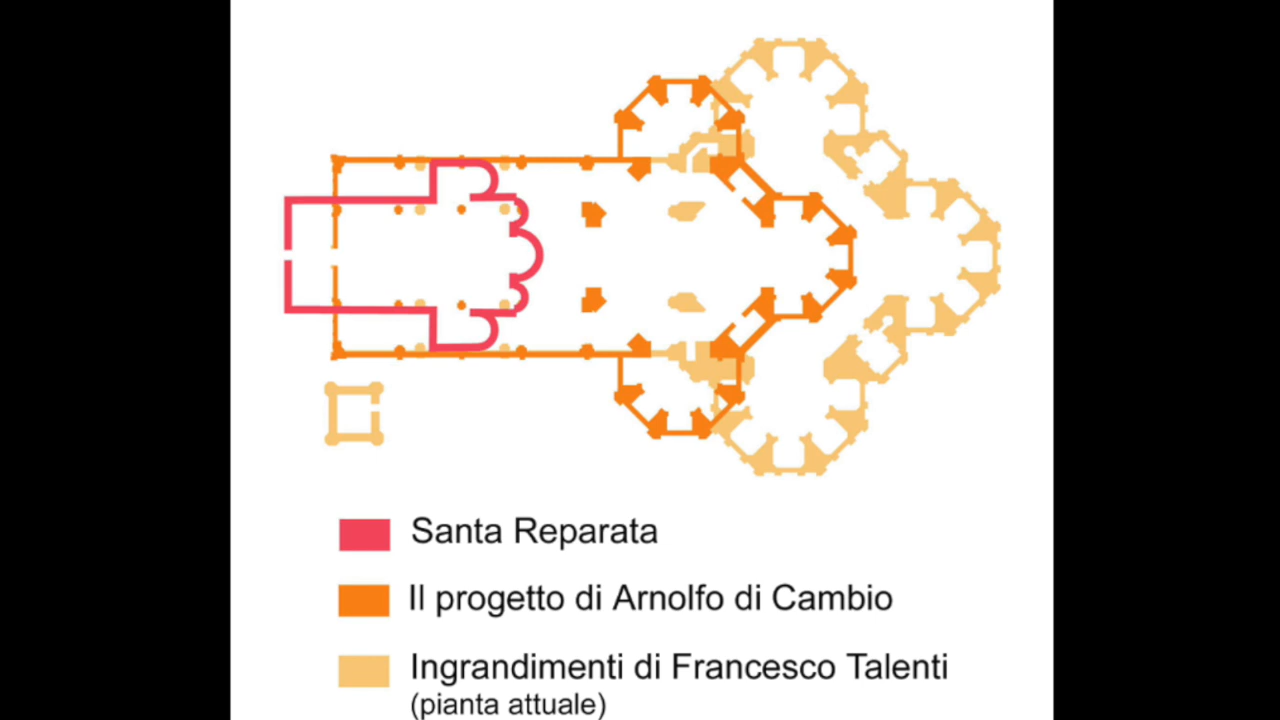 Santa Reparata
Il progetto di Arnolfo di Cambio
Ingrandimenti di Francesco Talenti
(pianta attuale)